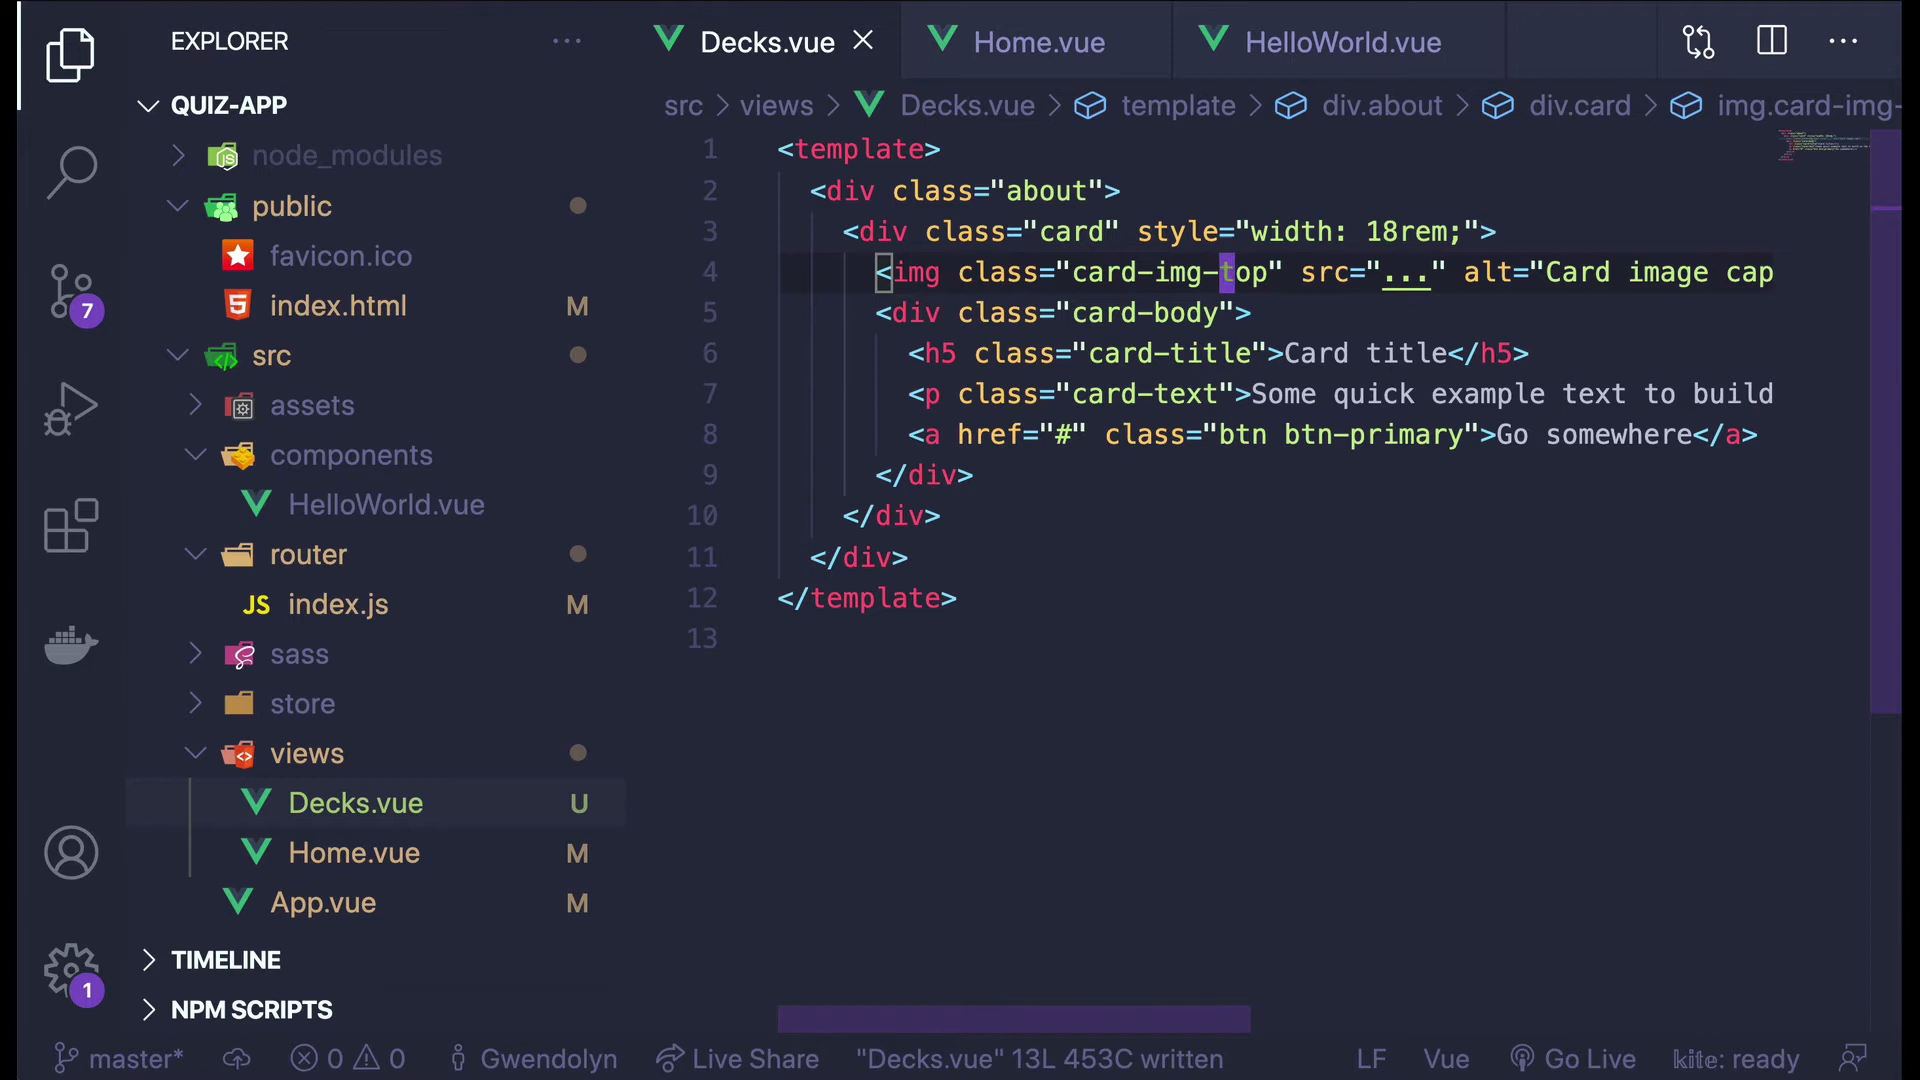 EXPLORER
QUIZ-APP
node_modules
public
favicon.ico
index.html M
src
assets
components
HelloWorld.vue
router
JS index.js M
sass
store
views
Decks.vue U
Home.vue M
App.vue M
TIMELINE
NPM SCRIPTS
7
1
Decks.vue
Home.vue
HelloWorld.vue
src > views > Decks.vue > template > div.about > div.card > img.card-img-
1 <template>
2 <div class="about">
3 <div class="card" style="width: 18rem;">
4 <img class="card-img-top" src="..." alt="Card image cap
5 <div class="card-body">
6 <h5 class="card-title">Card title</h5>
7 <p class="card-text">Some quick example text to build
8 <a href="#" class="btn btn-primary">Go somewhere</a>
9 </div>
10 </div>
11 </div>
12 </template>
13
master* 0 0 Gwendolyn Live Share "Decks.vue" 13L 453C written LF Vue Go Live kite: ready